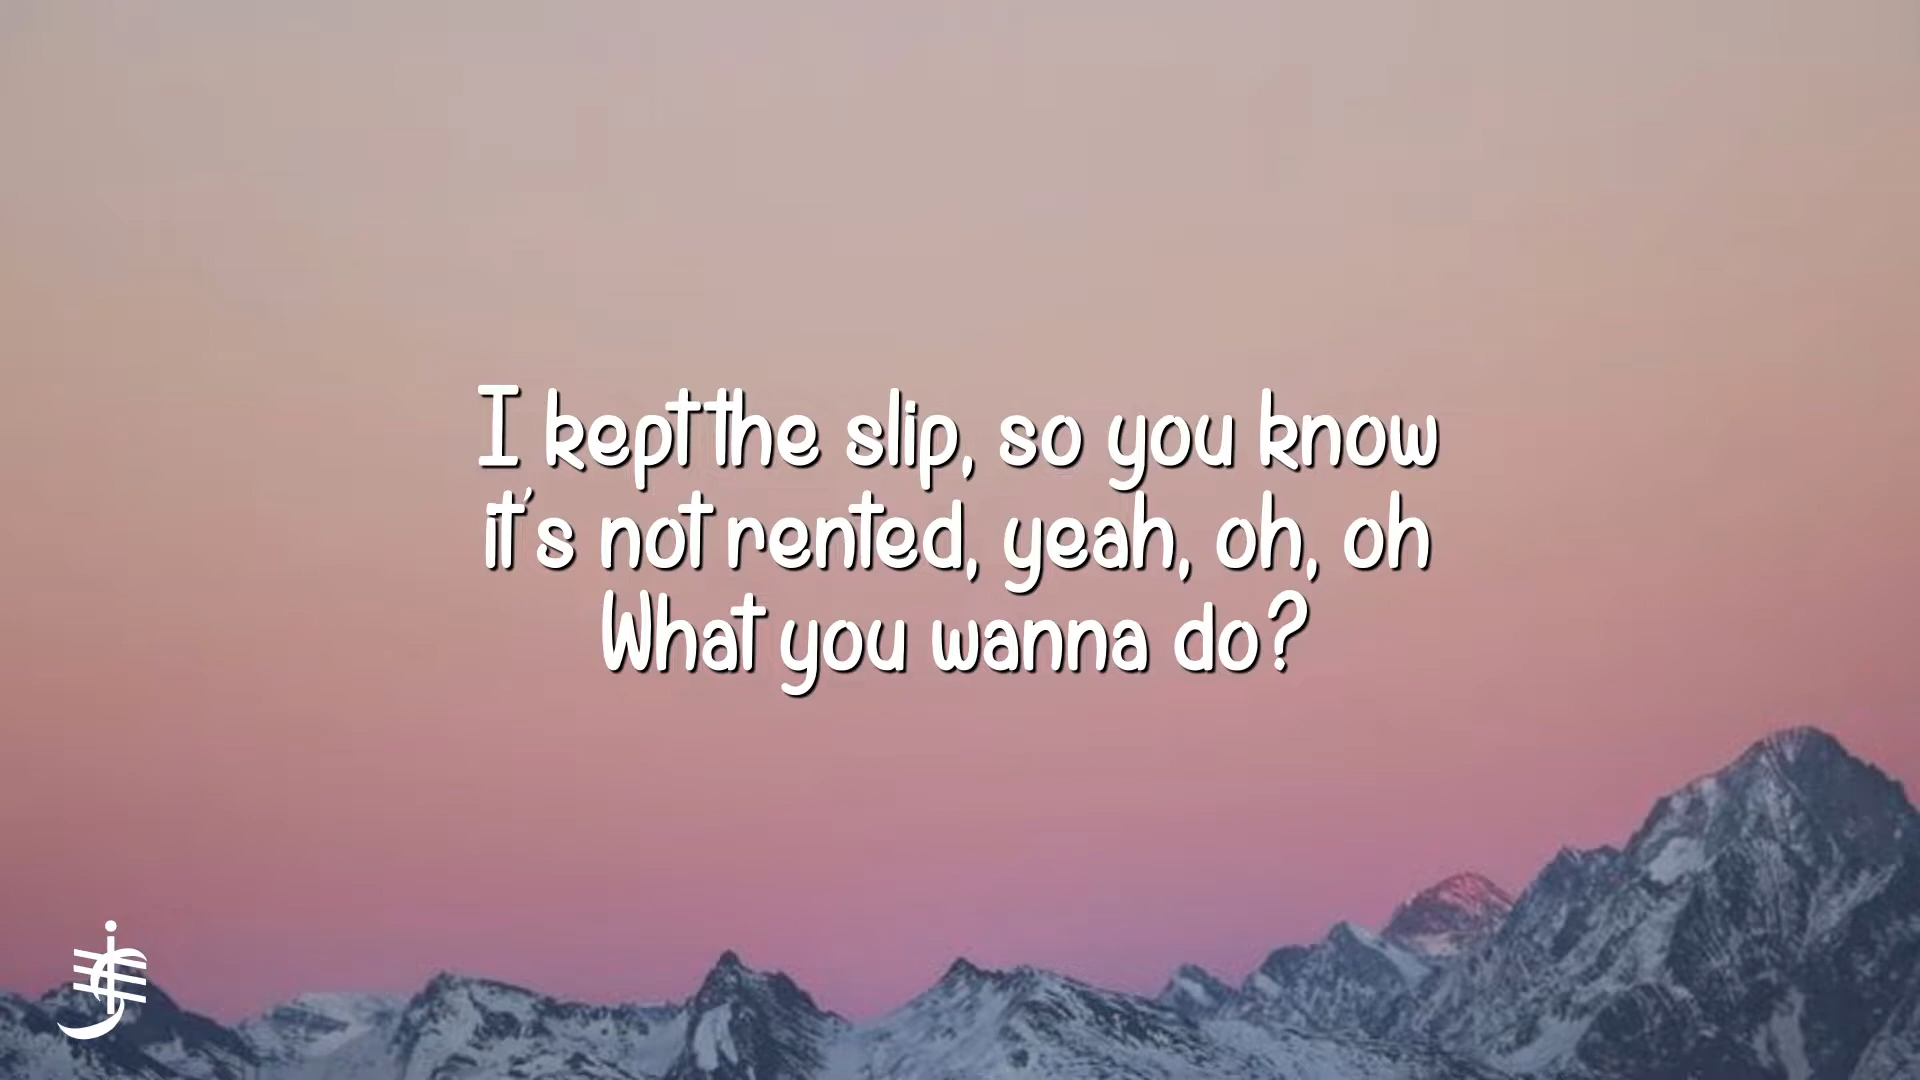 I kept the slip, so you know
it's not rented, yeah, oh, oh
What you wanna do?